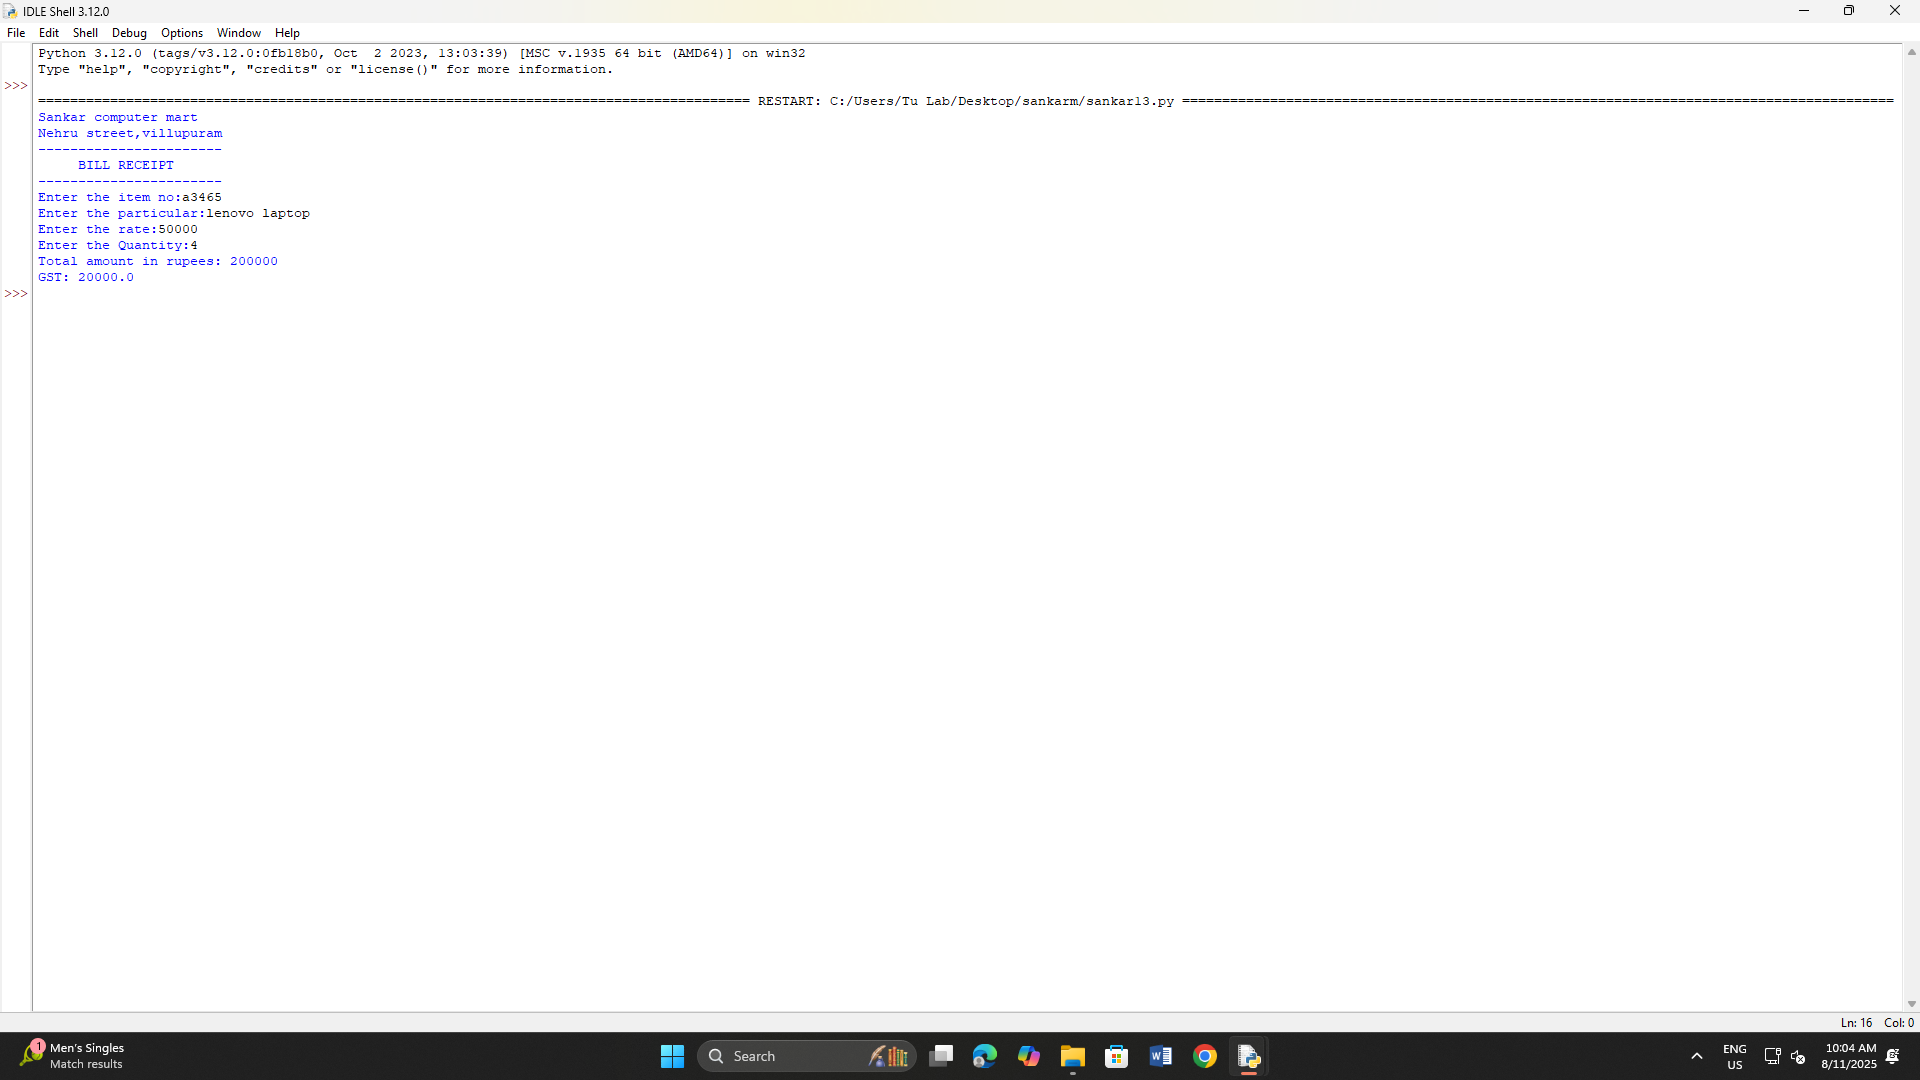 IDLE Shell 3.12.0
File Edit Shell Debug Options Window Help
Python 3.12.0 (tags/v3.12.0:0fb18b0, Oct  2 2023, 13:03:39) [MSC v.1935 64 bit (AMD64)] on win32
Type "help", "copyright", "credits" or "license()" for more information.
>>>
========================================================================================= RESTART: C:/Users/Tu Lab/Desktop/sankarm/sankar13.py =========================================================================================
Sankar computer mart
Nehru street,villupuram
-----------------------
     BILL RECEIPT
-----------------------
Enter the item no:a3465
Enter the particular:lenovo laptop
Enter the rate:50000
Enter the Quantity:4
Total amount in rupees: 200000
GST: 20000.0
>>>
Ln: 16 Col: 0
1
Men's Singles
Match results
Search
ENG
US
10:04 AM
8/11/2025